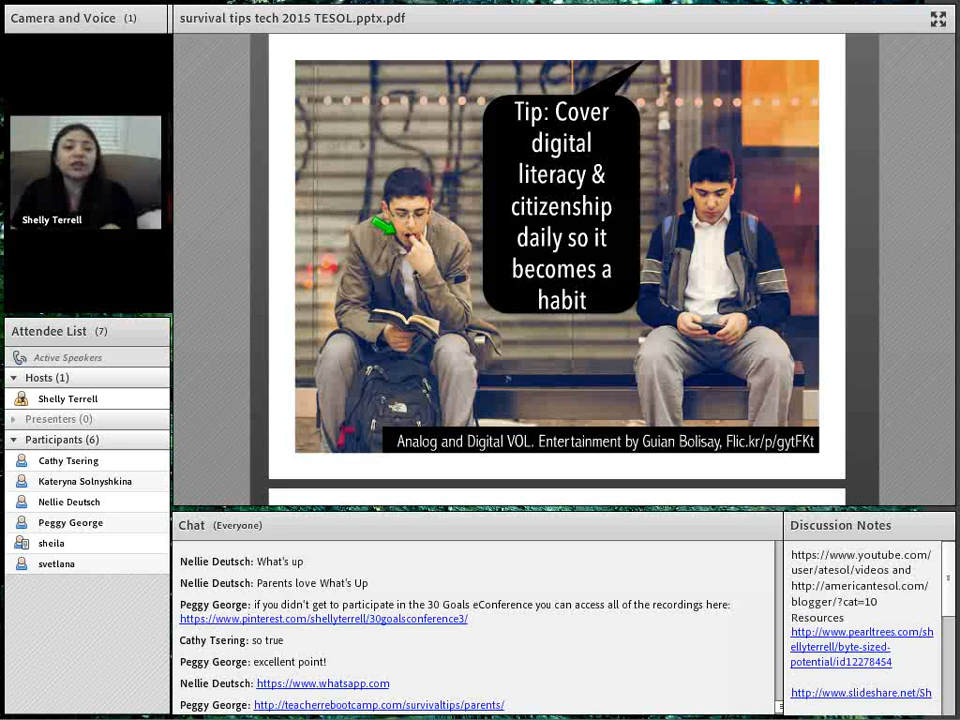 Camera and Voice (1)
survival tips tech 2015 TESOL.pptx.pdf
Shelly Terrell
Tip: Cover
digital
literacy &
citizenship
daily so it
becomes a
habit
Analog and Digital VOL. Entertainment by Guian Bolisay, Flic.kr/p/gytFKt
Attendee List (7)
Active Speakers
Hosts (1)
Shelly Terrell
Presenters (0)
Participants (6)
Cathy Tsering
Kateryna Solnyshkina
Nellie Deutsch
Peggy George
sheila
svetlana
Chat (Everyone)
Nellie Deutsch: What's up
Nellie Deutsch: Parents love What's Up
Peggy George: if you didn't get to participate in the 30 Goals eConference you can access all of the recordings here:
https://www.pinterest.com/shellyterrell/30goalsconference3/
Cathy Tsering: so true
Peggy George: excellent point!
Nellie Deutsch: https://www.whatsapp.com
Peggy George: http://teacherrebootcamp.com/survivaltips/parents/
Discussion Notes
https://www.youtube.com/
user/atesol/videos and
http://americantesol.com/
blogger/?cat=10
Resources
http://www.pearltrees.com/sh
ellyterrell/byte-sized-
potential/id12278454
http://www.slideshare.net/Sh